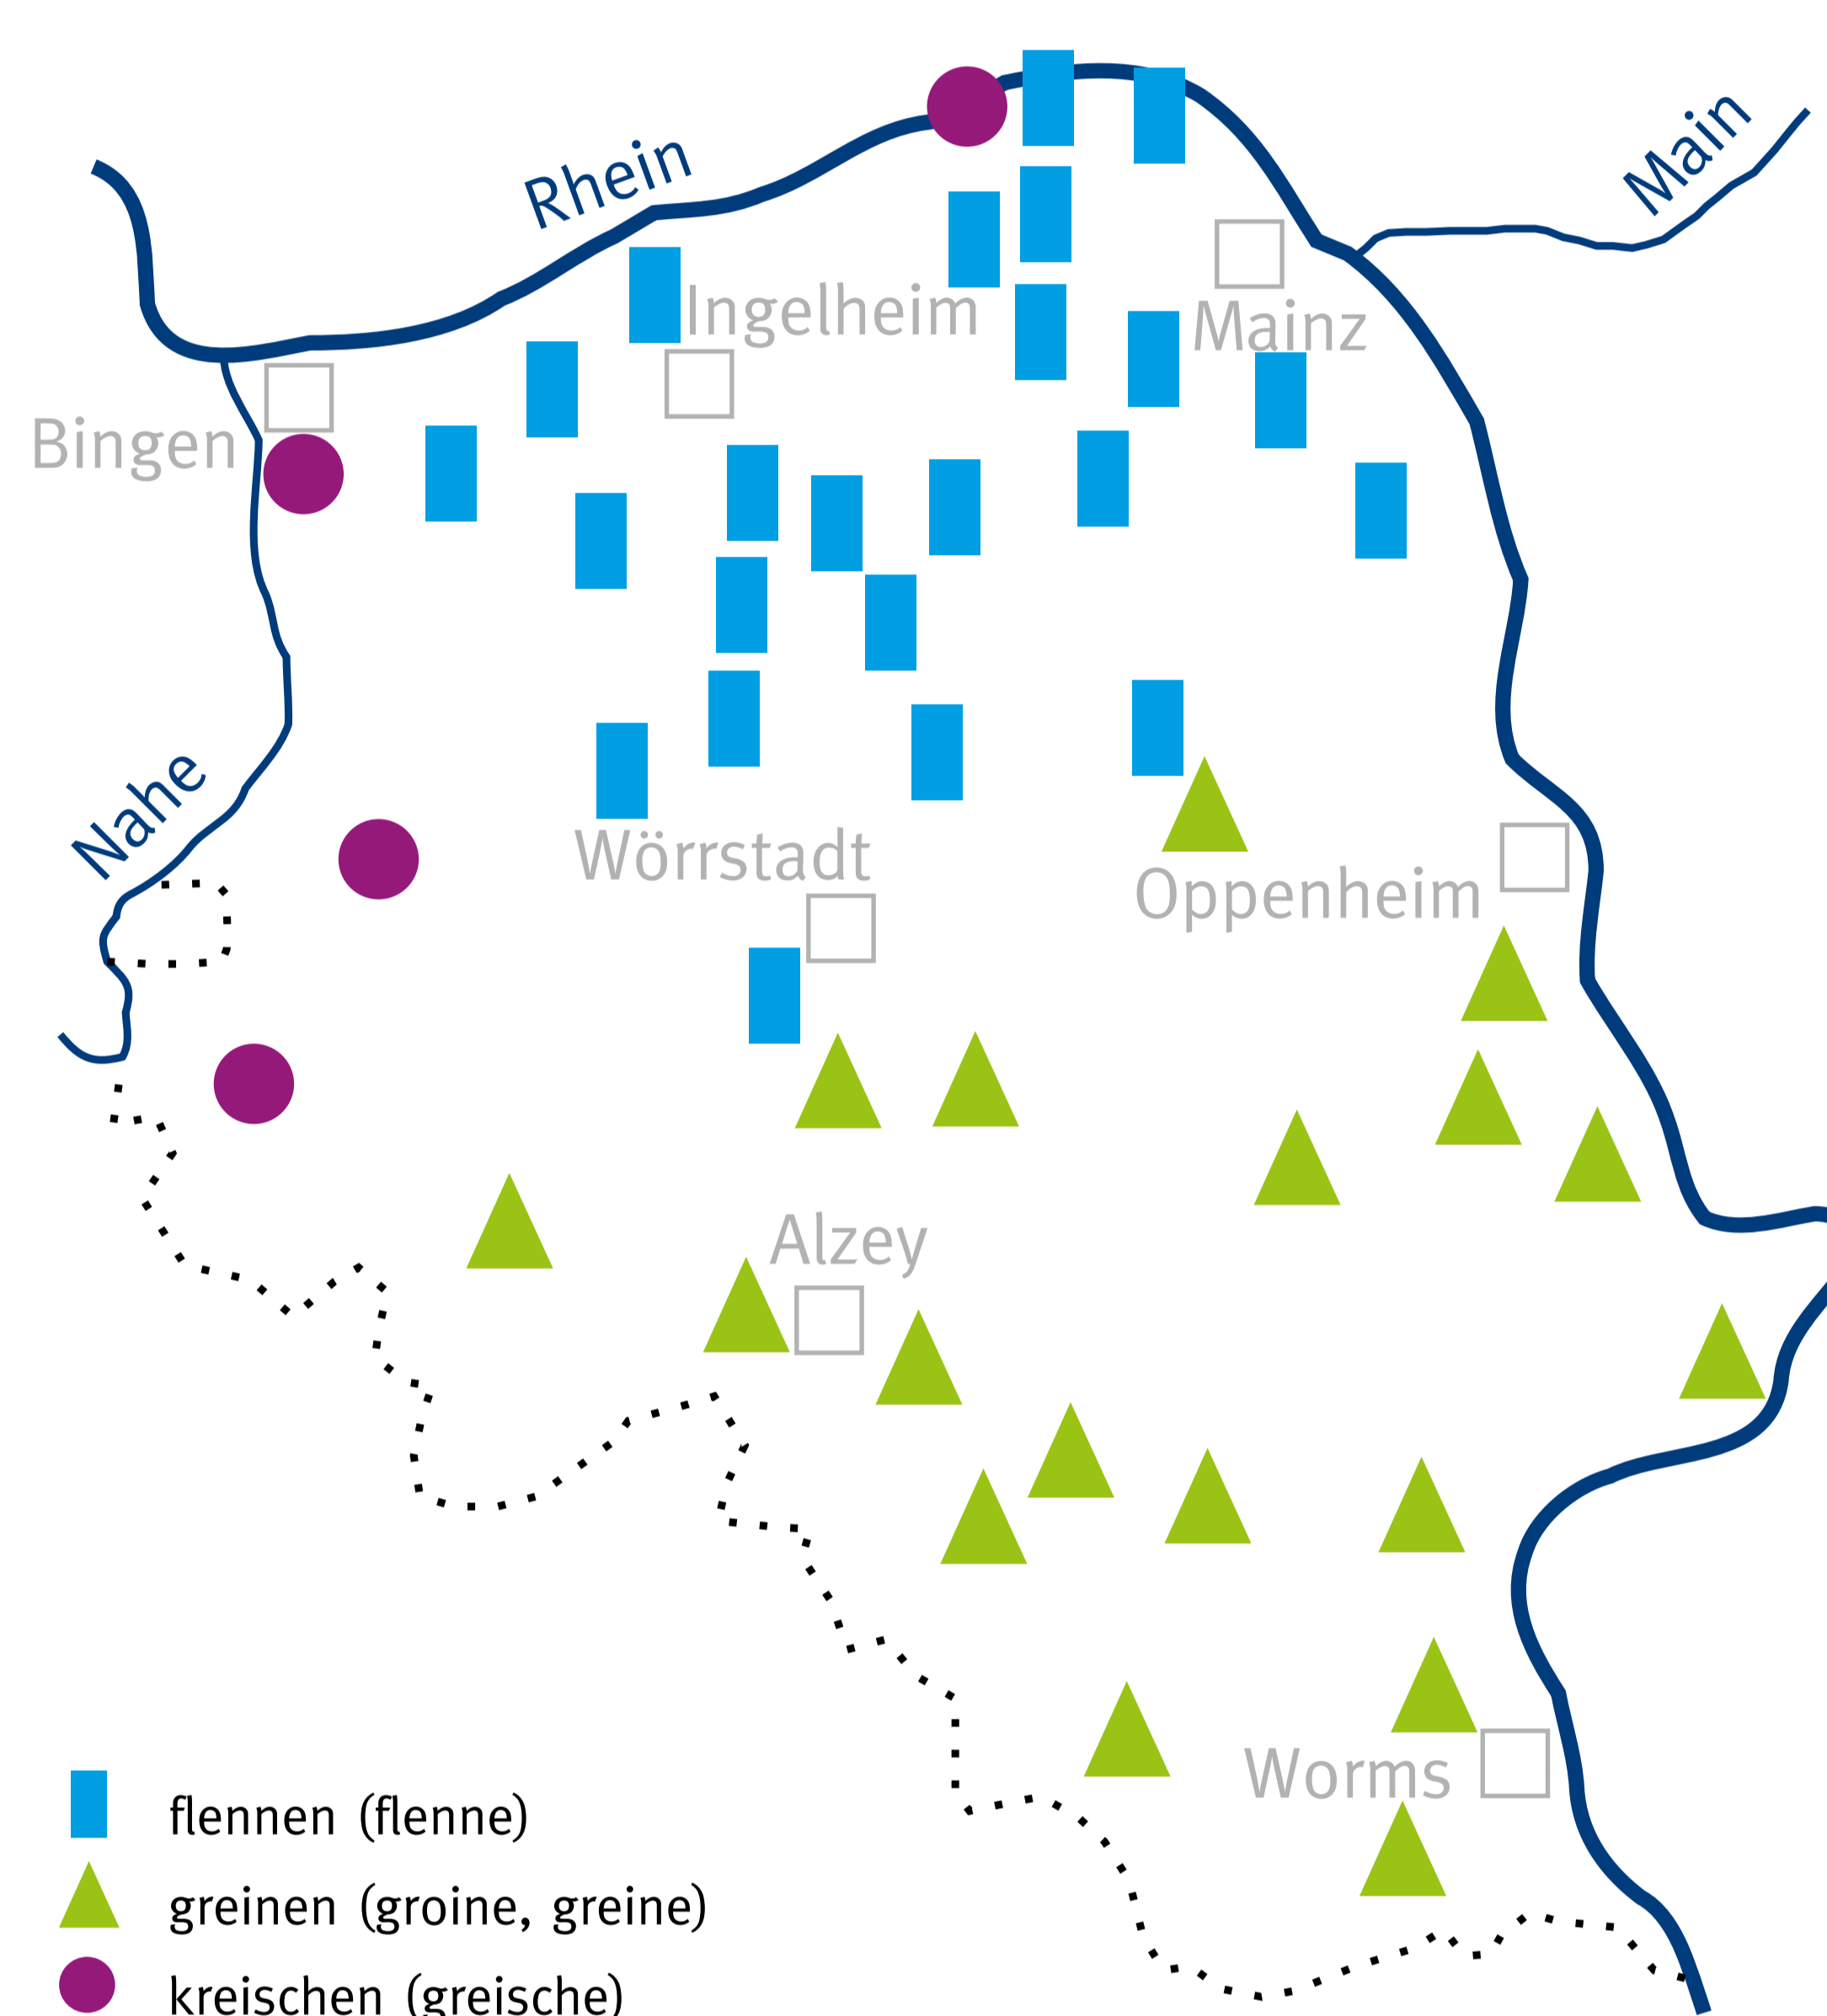 Main
Rhein
Ingelheim
Mainz
Bingen
Nahe
Wörrstadt
Oppenheim
Alzey
Worms
flennen (flenne)
greinen (groine, greine)
kreischen (greische)